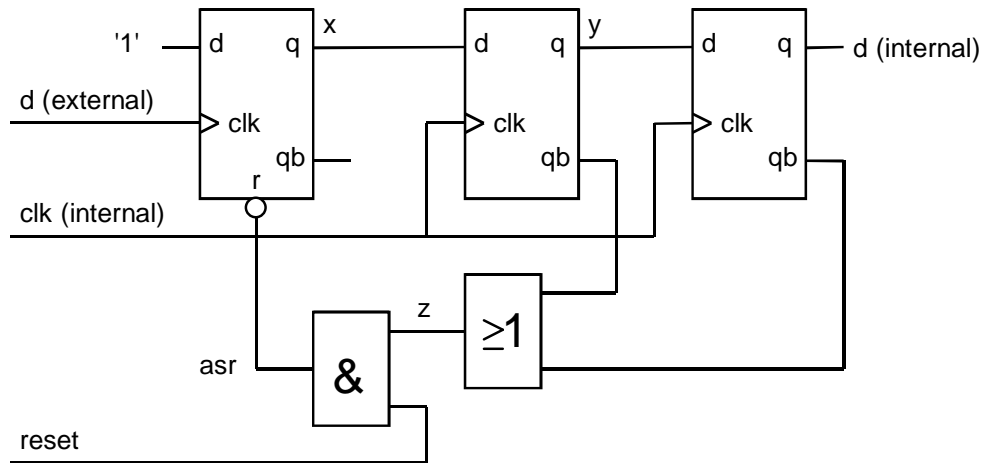 x
y
'1'
d
q
d
q
d
q
d (internal)
d (external)
clk
clk
clk
qb
qb
qb
r
clk (internal)
z
≥1
asr
&
reset